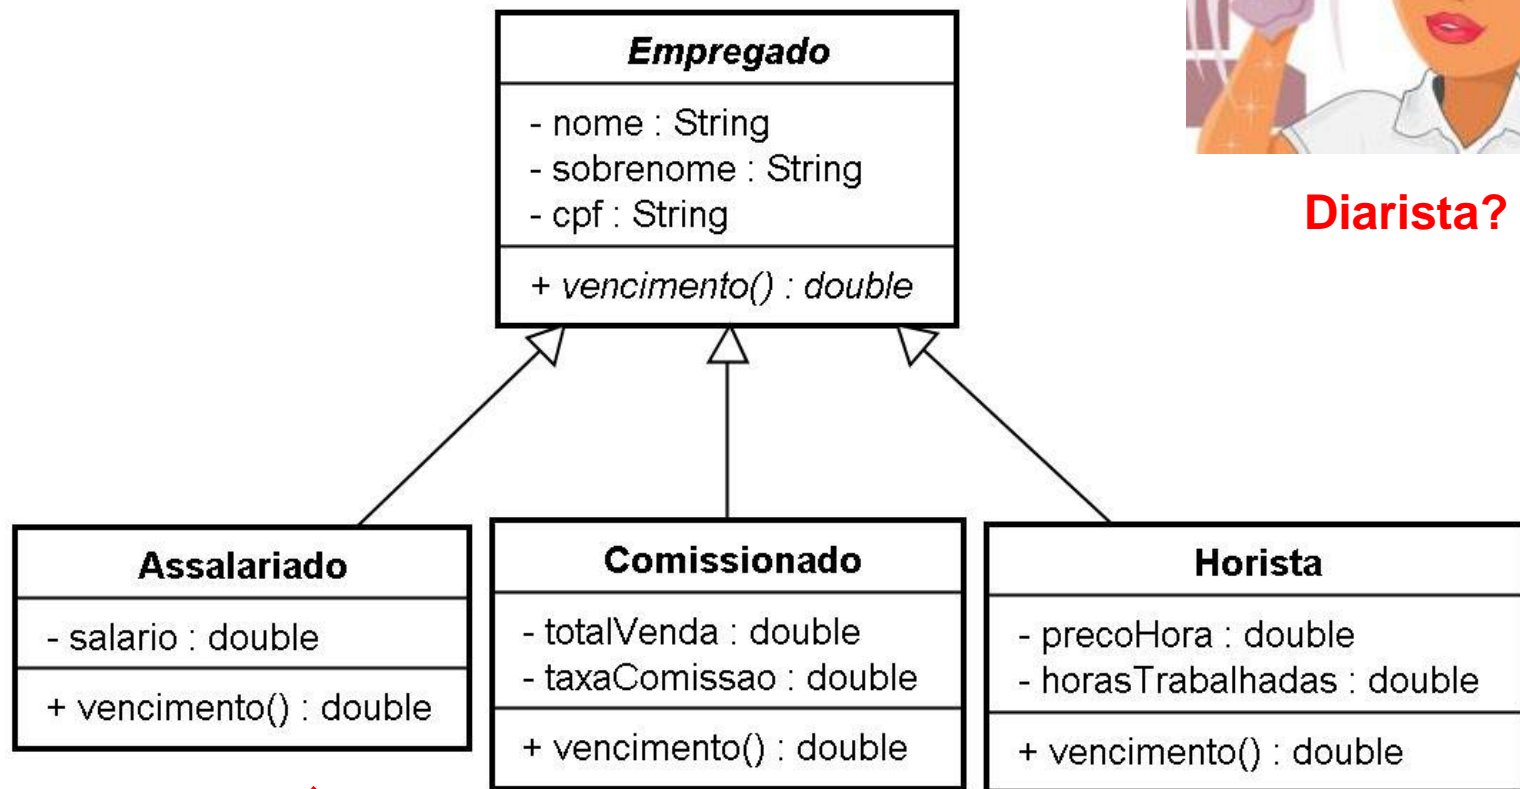 Empregado
- nome : String
- sobrenome : String
- cpf : String
+ vencimento() : double
Diarista?
Assalariado
- salario : double
+ vencimento() : double
Comissionado
- totalVenda : double
- taxaComissao : double
+ vencimento() : double
Horista
- precoHora : double
- horasTrabalhadas : double
+ vencimento() : double